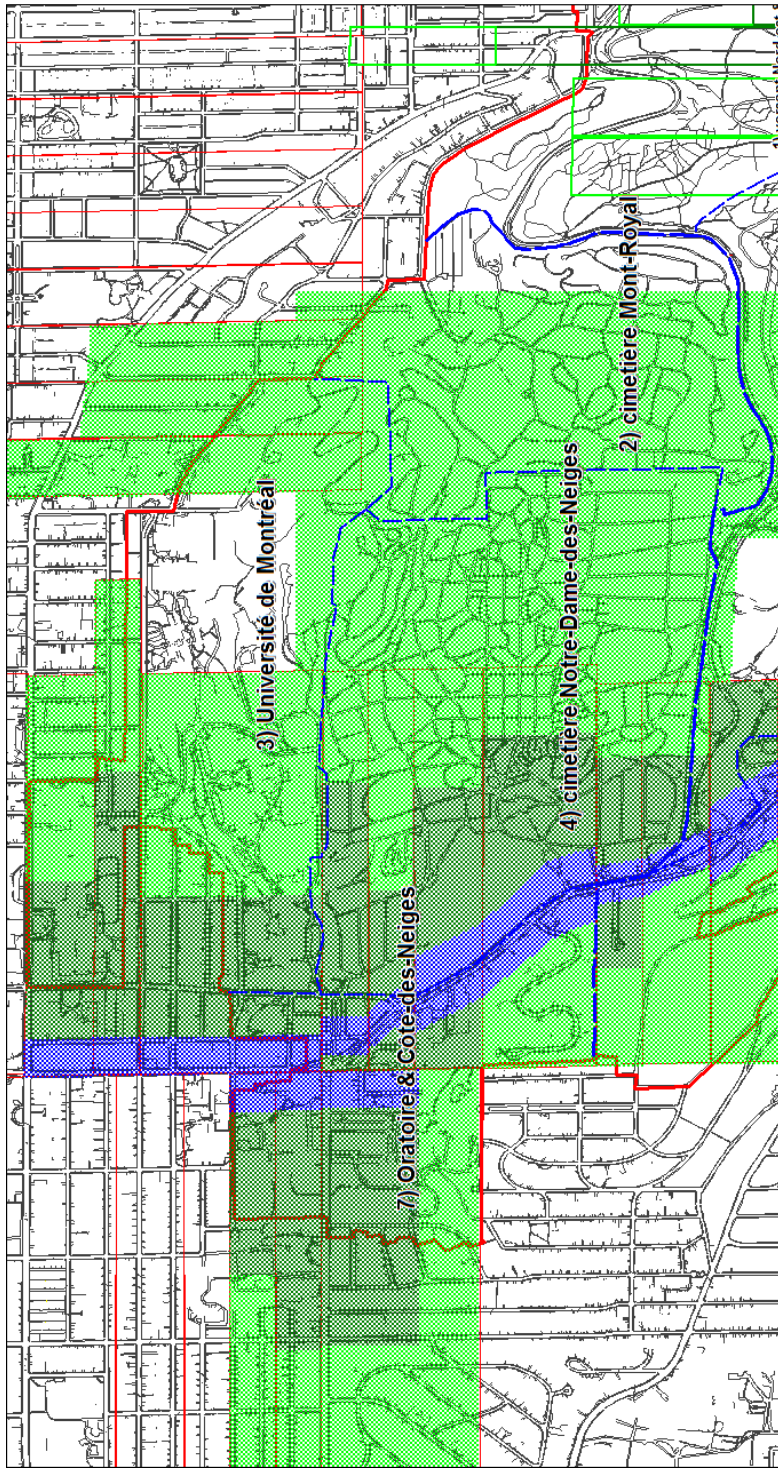 3) Université de Montréal
2) cimetière Mont-Royal
4) cimetière Notre-Dame-des-Neiges
7) Oratoire & Côte-des-Neiges